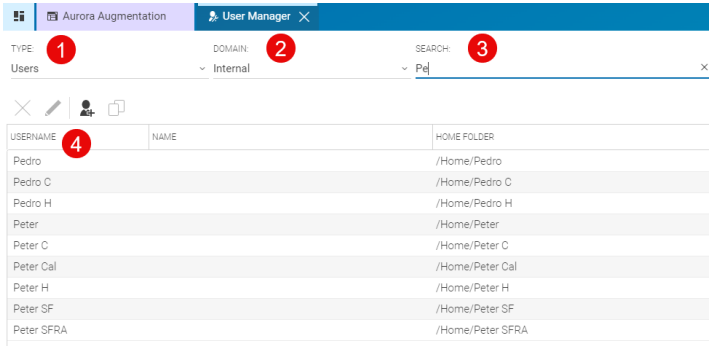 Aurora Augmentation User Manager
TYPE: 1 DOMAIN: 2 SEARCH: 3
Users Internal Pe
USERNAME 4 NAME HOME FOLDER
Pedro /Home/Pedro
Pedro C /Home/Pedro C
Pedro H /Home/Pedro H
Peter /Home/Peter
Peter C /Home/Peter C
Peter Cal /Home/Peter Cal
Peter H /Home/Peter H
Peter SF /Home/Peter SF
Peter SFRA /Home/Peter SFRA